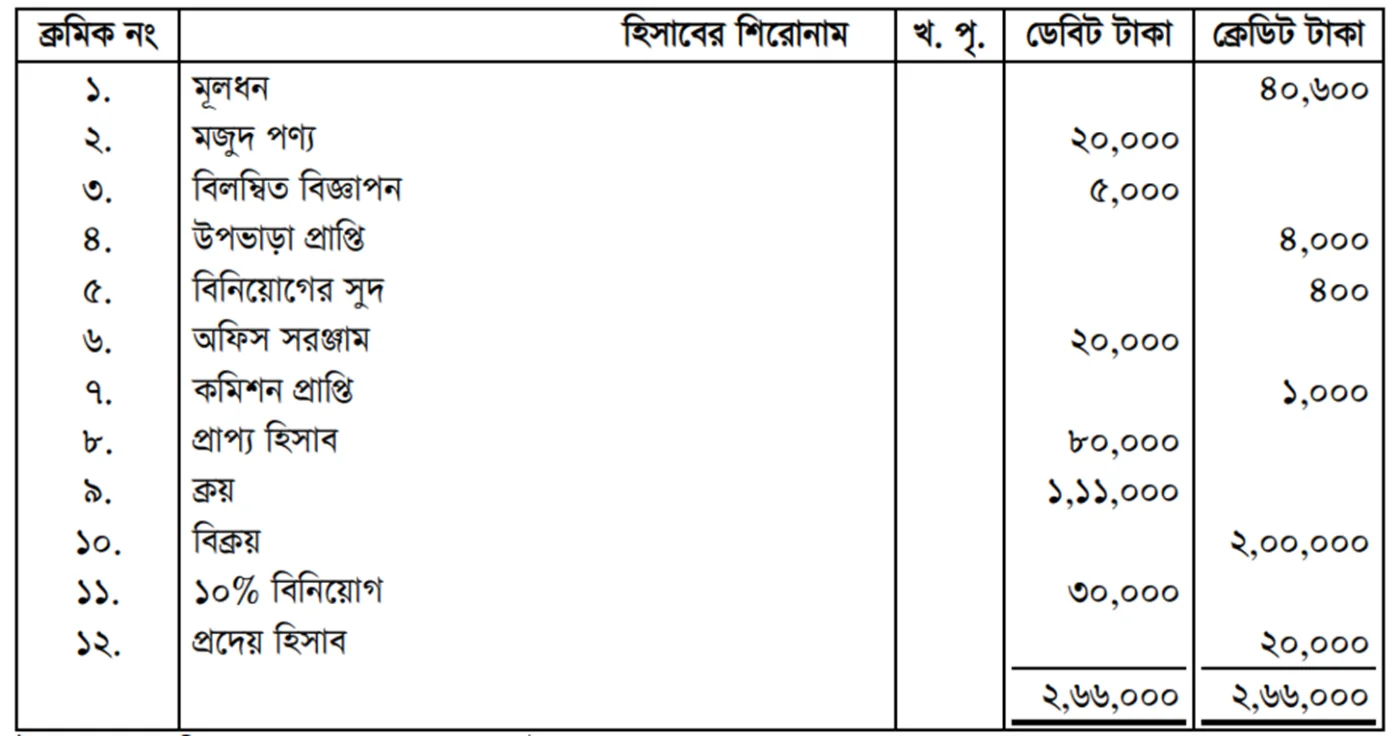 ক্রমিক নং হিসাবের শিরোনাম খ. পৃ. ডেবিট টাকা ক্রেডিট টাকা
১. মূলধন ৪০,৬০০
২. মজুদ পণ্য ২০,০০০
৩. বিলম্বিত বিজ্ঞাপন ৫,০০০
৪. উপভাড়া প্রাপ্তি ৪,০০০
৫. বিনিয়োগের সুদ ৪০০
৬. অফিস সরঞ্জাম ২০,০০০
৭. কমিশন প্রাপ্তি ১,০০০
৮. প্রাপ্য হিসাব ৮০,০০০
৯. ক্রয় ১,১১,০০০
১০. বিক্রয় ২,০০,০০০
১১. ১০% বিনিয়োগ ৩০,০০০
১২. প্রদেয় হিসাব ২০,০০০
২,৬৬,০০০ ২,৬৬,০০০